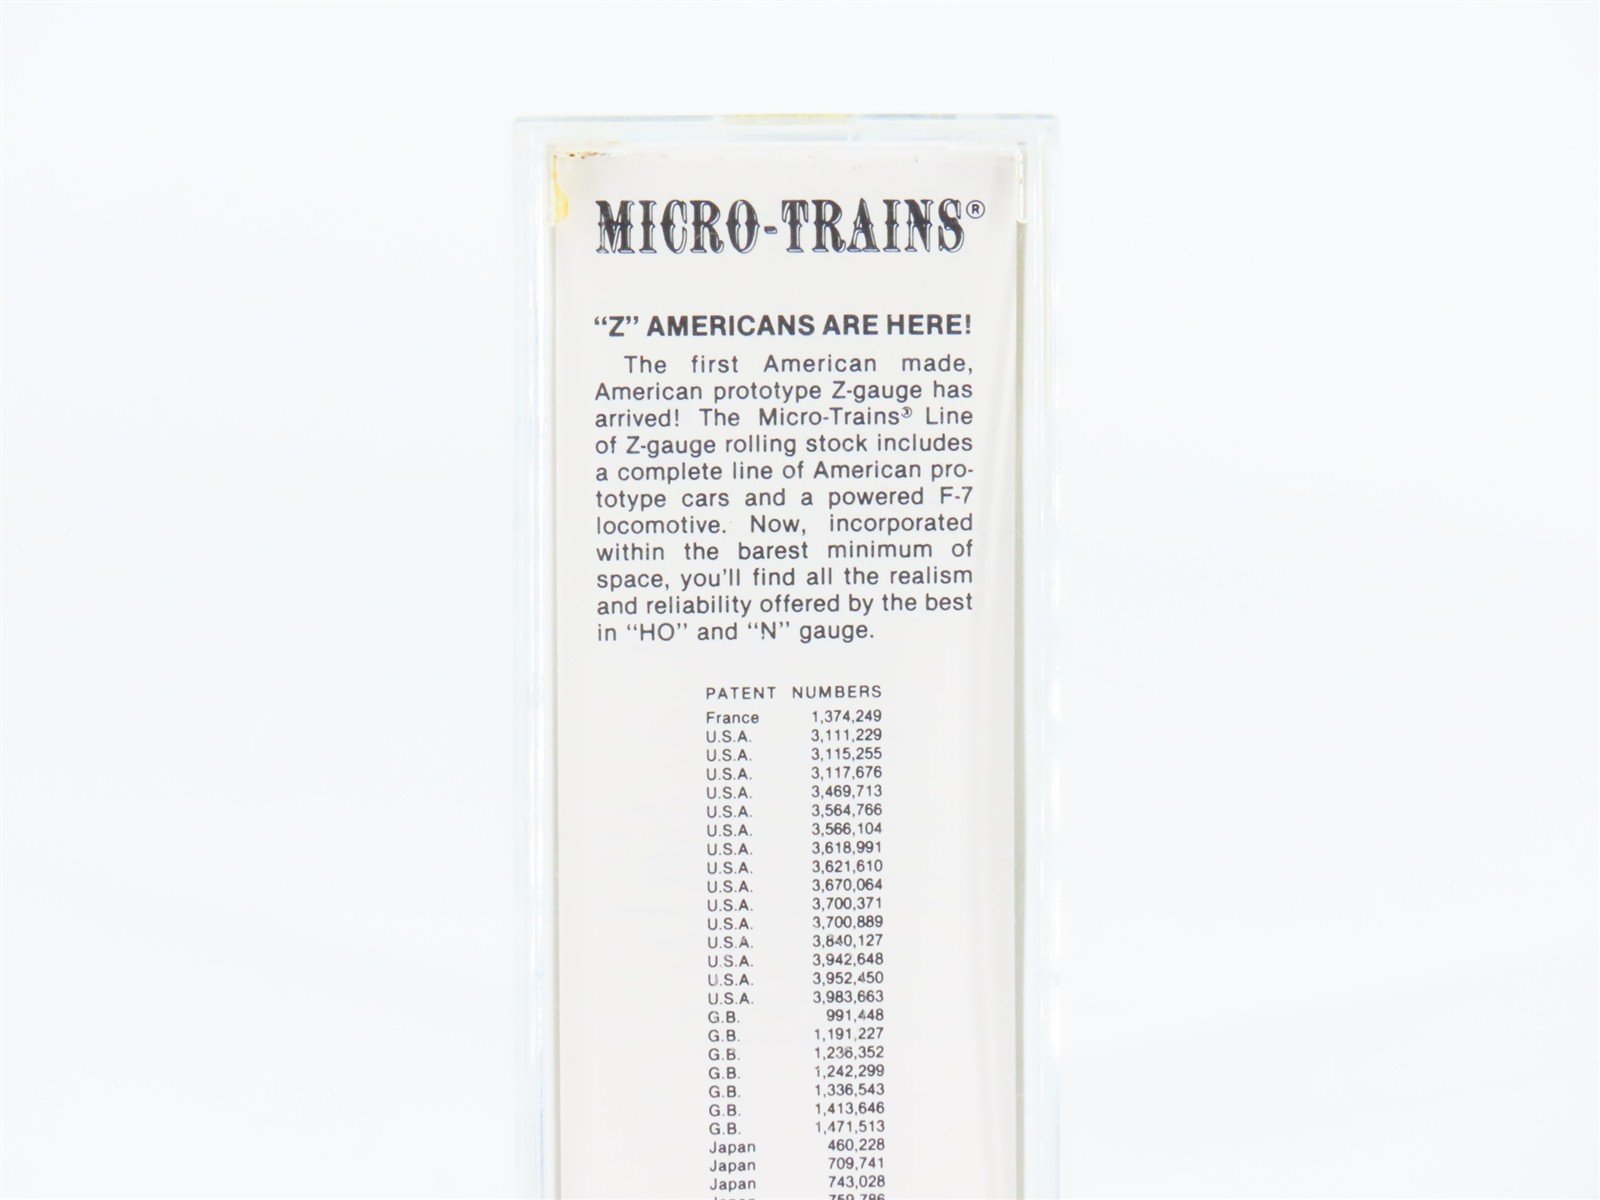 MICRO-TRAINS®
“Z” AMERICANS ARE HERE!
The first American made,
American prototype Z-gauge has
arrived! The Micro-Trains® Line
of Z-gauge rolling stock includes
a complete line of American pro-
totype cars and a powered F-7
locomotive. Now, incorporated
within the barest minimum of
space, you'll find all the realism
and reliability offered by the best
in “HO” and “N” gauge.
PATENT NUMBERS
France 1,374,249
U.S.A. 3,111,229
U.S.A. 3,115,255
U.S.A. 3,117,676
U.S.A. 3,469,713
U.S.A. 3,564,766
U.S.A. 3,566,104
U.S.A. 3,618,991
U.S.A. 3,621,610
U.S.A. 3,670,064
U.S.A. 3,700,371
U.S.A. 3,700,889
U.S.A. 3,840,127
U.S.A. 3,942,648
U.S.A. 3,952,450
U.S.A. 3,983,663
G.B. 991,448
G.B. 1,191,227
G.B. 1,236,352
G.B. 1,242,299
G.B. 1,336,543
G.B. 1,413,646
G.B. 1,471,513
Japan 460,228
Japan 709,741
Japan 743,028
Japan 759,786